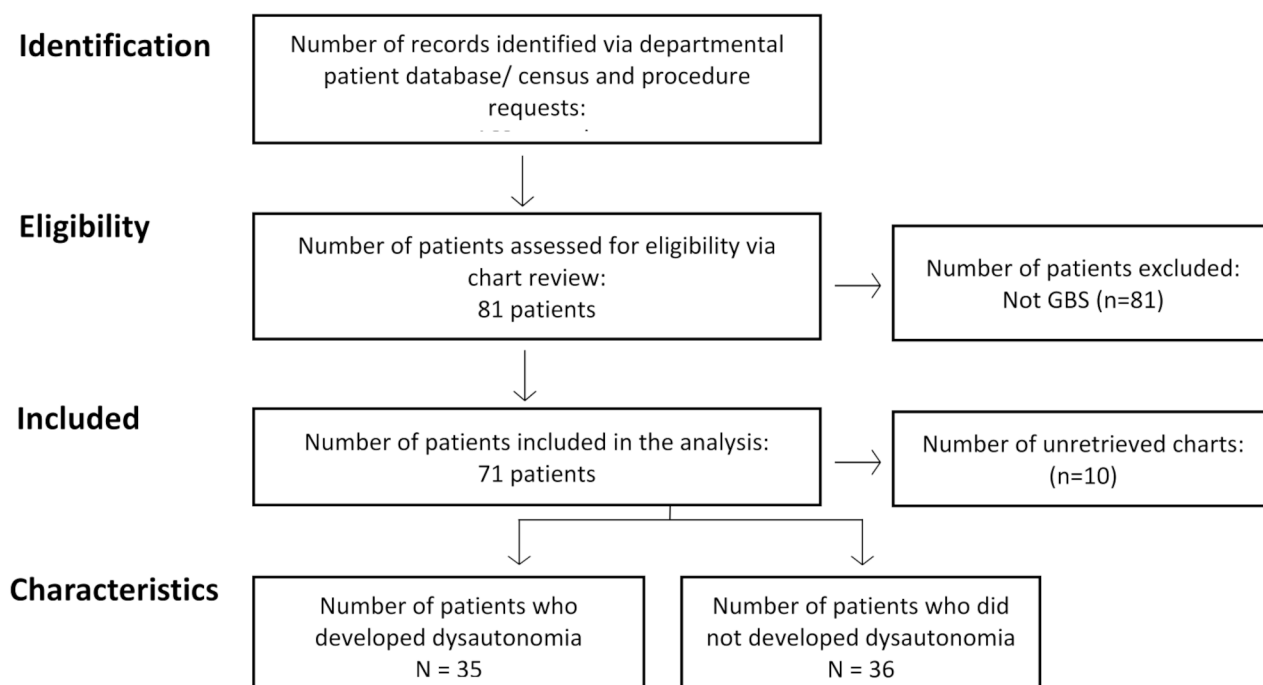 Identification
Number of records identified via departmental
patient database/ census and procedure
requests:
Eligibility
Number of patients assessed for eligibility via
chart review:
81 patients
Number of patients excluded:
Not GBS (n=81)
Included
Number of patients included in the analysis:
71 patients
Number of unretrieved charts:
(n=10)
Characteristics
Number of patients who
developed dysautonomia
N = 35
Number of patients who did
not developed dysautonomia
N = 36